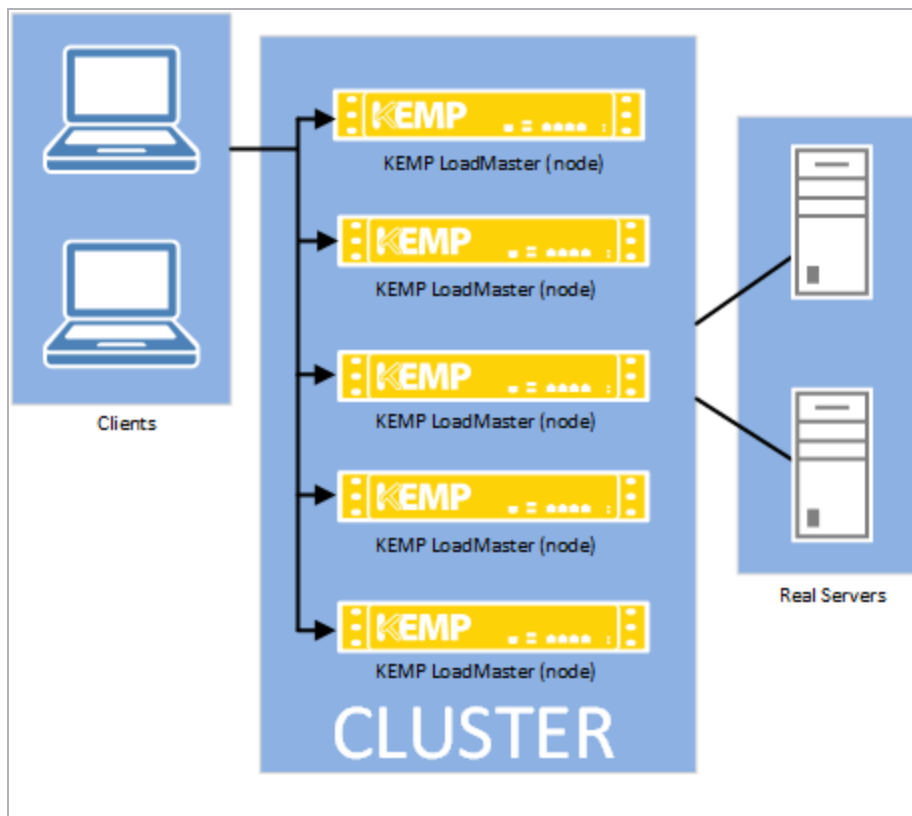 KEMP
KEMP LoadMaster (node)
KEMP
KEMP LoadMaster (node)
KEMP
KEMP LoadMaster (node)
KEMP
KEMP LoadMaster (node)
KEMP
KEMP LoadMaster (node)
CLUSTER
Clients
Real Servers